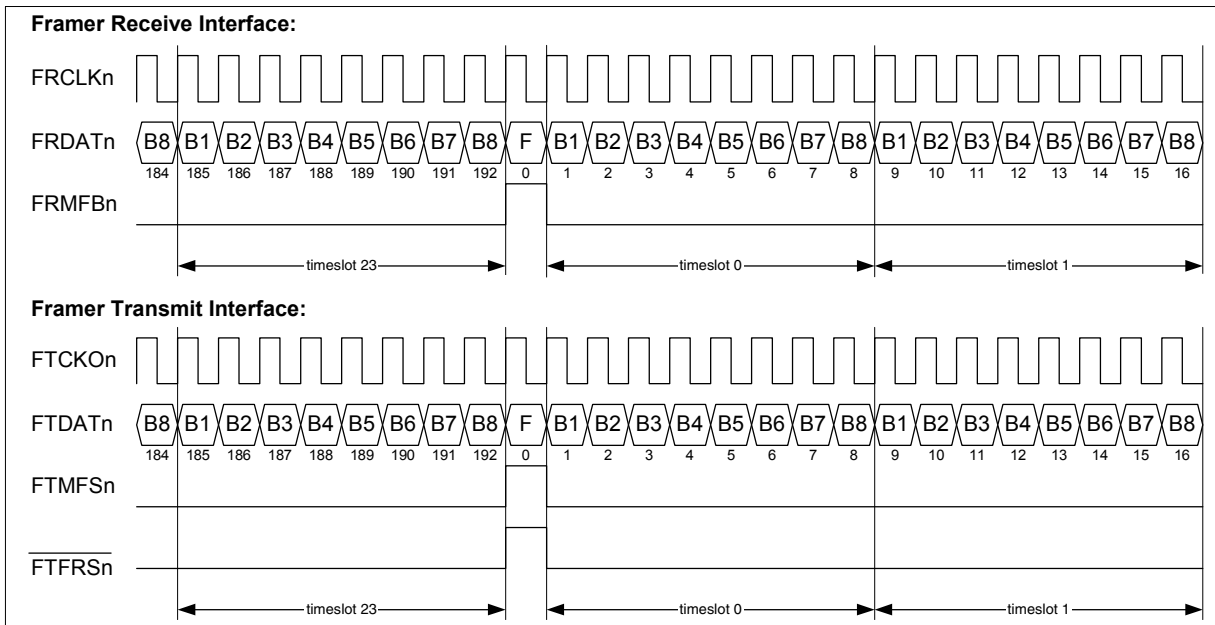 Framer Receive Interface:
FRCLKn
FRDATn B8 B1 B2 B3 B4 B5 B6 B7 B8 F B1 B2 B3 B4 B5 B6 B7 B8 B1 B2 B3 B4 B5 B6 B7 B8
184 185 186 187 188 189 190 191 192 0 1 2 3 4 5 6 7 8 9 10 11 12 13 14 15 16
FRMFBn
timeslot 23 timeslot 0 timeslot 1
Framer Transmit Interface:
FTCKOn
FTDATn B8 B1 B2 B3 B4 B5 B6 B7 B8 F B1 B2 B3 B4 B5 B6 B7 B8 B1 B2 B3 B4 B5 B6 B7 B8
184 185 186 187 188 189 190 191 192 0 1 2 3 4 5 6 7 8 9 10 11 12 13 14 15 16
FTMFSn
FTFRSn
timeslot 23 timeslot 0 timeslot 1